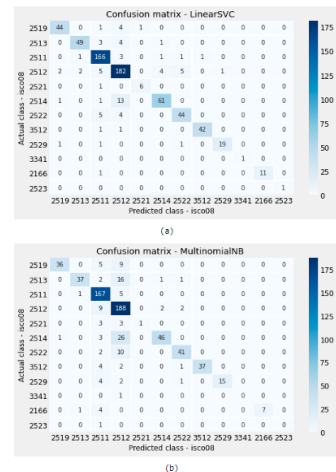 Confusion matrix - LinearSVC
2519 44 0 1 4 1 0 0 0 0 0 0 0
2513 0 49 3 4 0 1 0 0 0 0 0 0
2511 0 1 166 3 0 1 1 1 0 0 0 0
2512 2 2 5 182 0 4 5 0 1 0 0 0
2521 0 0 1 0 6 0 0 0 0 0 0 0
2514 1 0 1 13 0 61 0 0 0 0 0 0
2522 0 0 5 4 0 0 44 0 0 0 0 0
3512 0 0 1 1 0 0 0 42 0 0 0 0
2529 1 0 1 0 0 0 1 0 19 0 0 0
3341 0 0 0 0 0 0 0 0 0 1 0 0
2166 0 0 1 0 0 0 0 0 0 0 11 0
2523 0 0 0 0 0 0 0 0 0 0 0 1
2519 2513 2511 2512 2521 2514 2522 3512 2529 3341 2166 2523
Predicted class - isco08
Actual class - isco08
175
150
125
100
75
50
25
0
(a)
Confusion matrix - MultinomialNB
2519 36 0 5 9 0 0 0 0 0 0 0 0
2513 0 37 2 16 0 1 1 0 0 0 0 0
2511 0 1 167 5 0 0 0 0 0 0 0 0
2512 0 0 9 188 0 2 2 0 0 0 0 0
2521 0 0 3 3 1 0 0 0 0 0 0 0
2514 1 0 3 26 0 46 0 0 0 0 0 0
2522 0 0 2 10 0 0 41 0 0 0 0 0
3512 0 0 4 2 0 0 1 37 0 0 0 0
2529 0 0 4 2 0 0 1 0 15 0 0 0
3341 0 0 0 1 0 0 0 0 0 0 0 0
2166 0 1 4 0 0 0 0 0 0 0 7 0
2523 0 0 1 0 0 0 0 0 0 0 0 0
2519 2513 2511 2512 2521 2514 2522 3512 2529 3341 2166 2523
Predicted class - isco08
Actual class - isco08
175
150
125
100
75
50
25
0
(b)